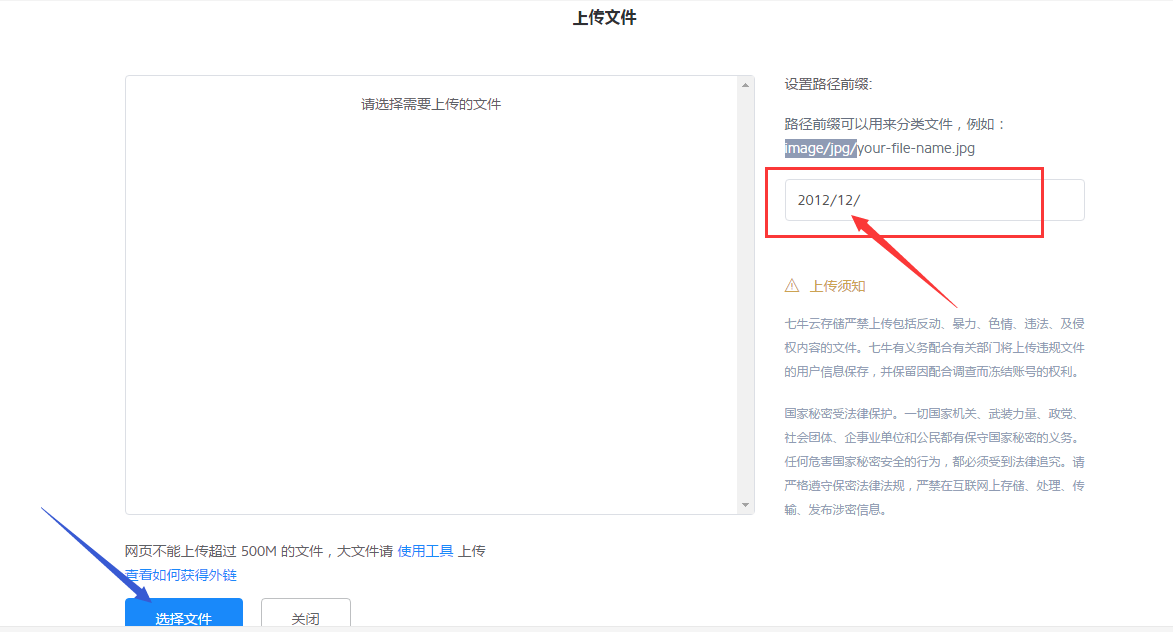 上传文件
请选择需要上传的文件
设置路径前缀:
路径前缀可以用来分类文件，例如：
image/jpg/your-file-name.jpg
2012/12/
上传须知
七牛云存储严禁上传包括反动、暴力、色情、违法、及侵
权内容的文件。七牛有义务配合有关部门将上传违规文件
的用户信息保存，并保留因配合调查而冻结账号的权利。
国家秘密受法律保护。一切国家机关、武装力量、政党、
社会团体、企事业单位和公民都有保守国家秘密的义务。
任何危害国家秘密安全的行为，都必须受到法律追究。请
严格遵守保密法律法规，严禁在互联网上存储、处理、传
输、发布涉密信息。
网页不能上传超过 500M 的文件，大文件请 使用工具 上传
查看如何获得外链
选择文件
关闭